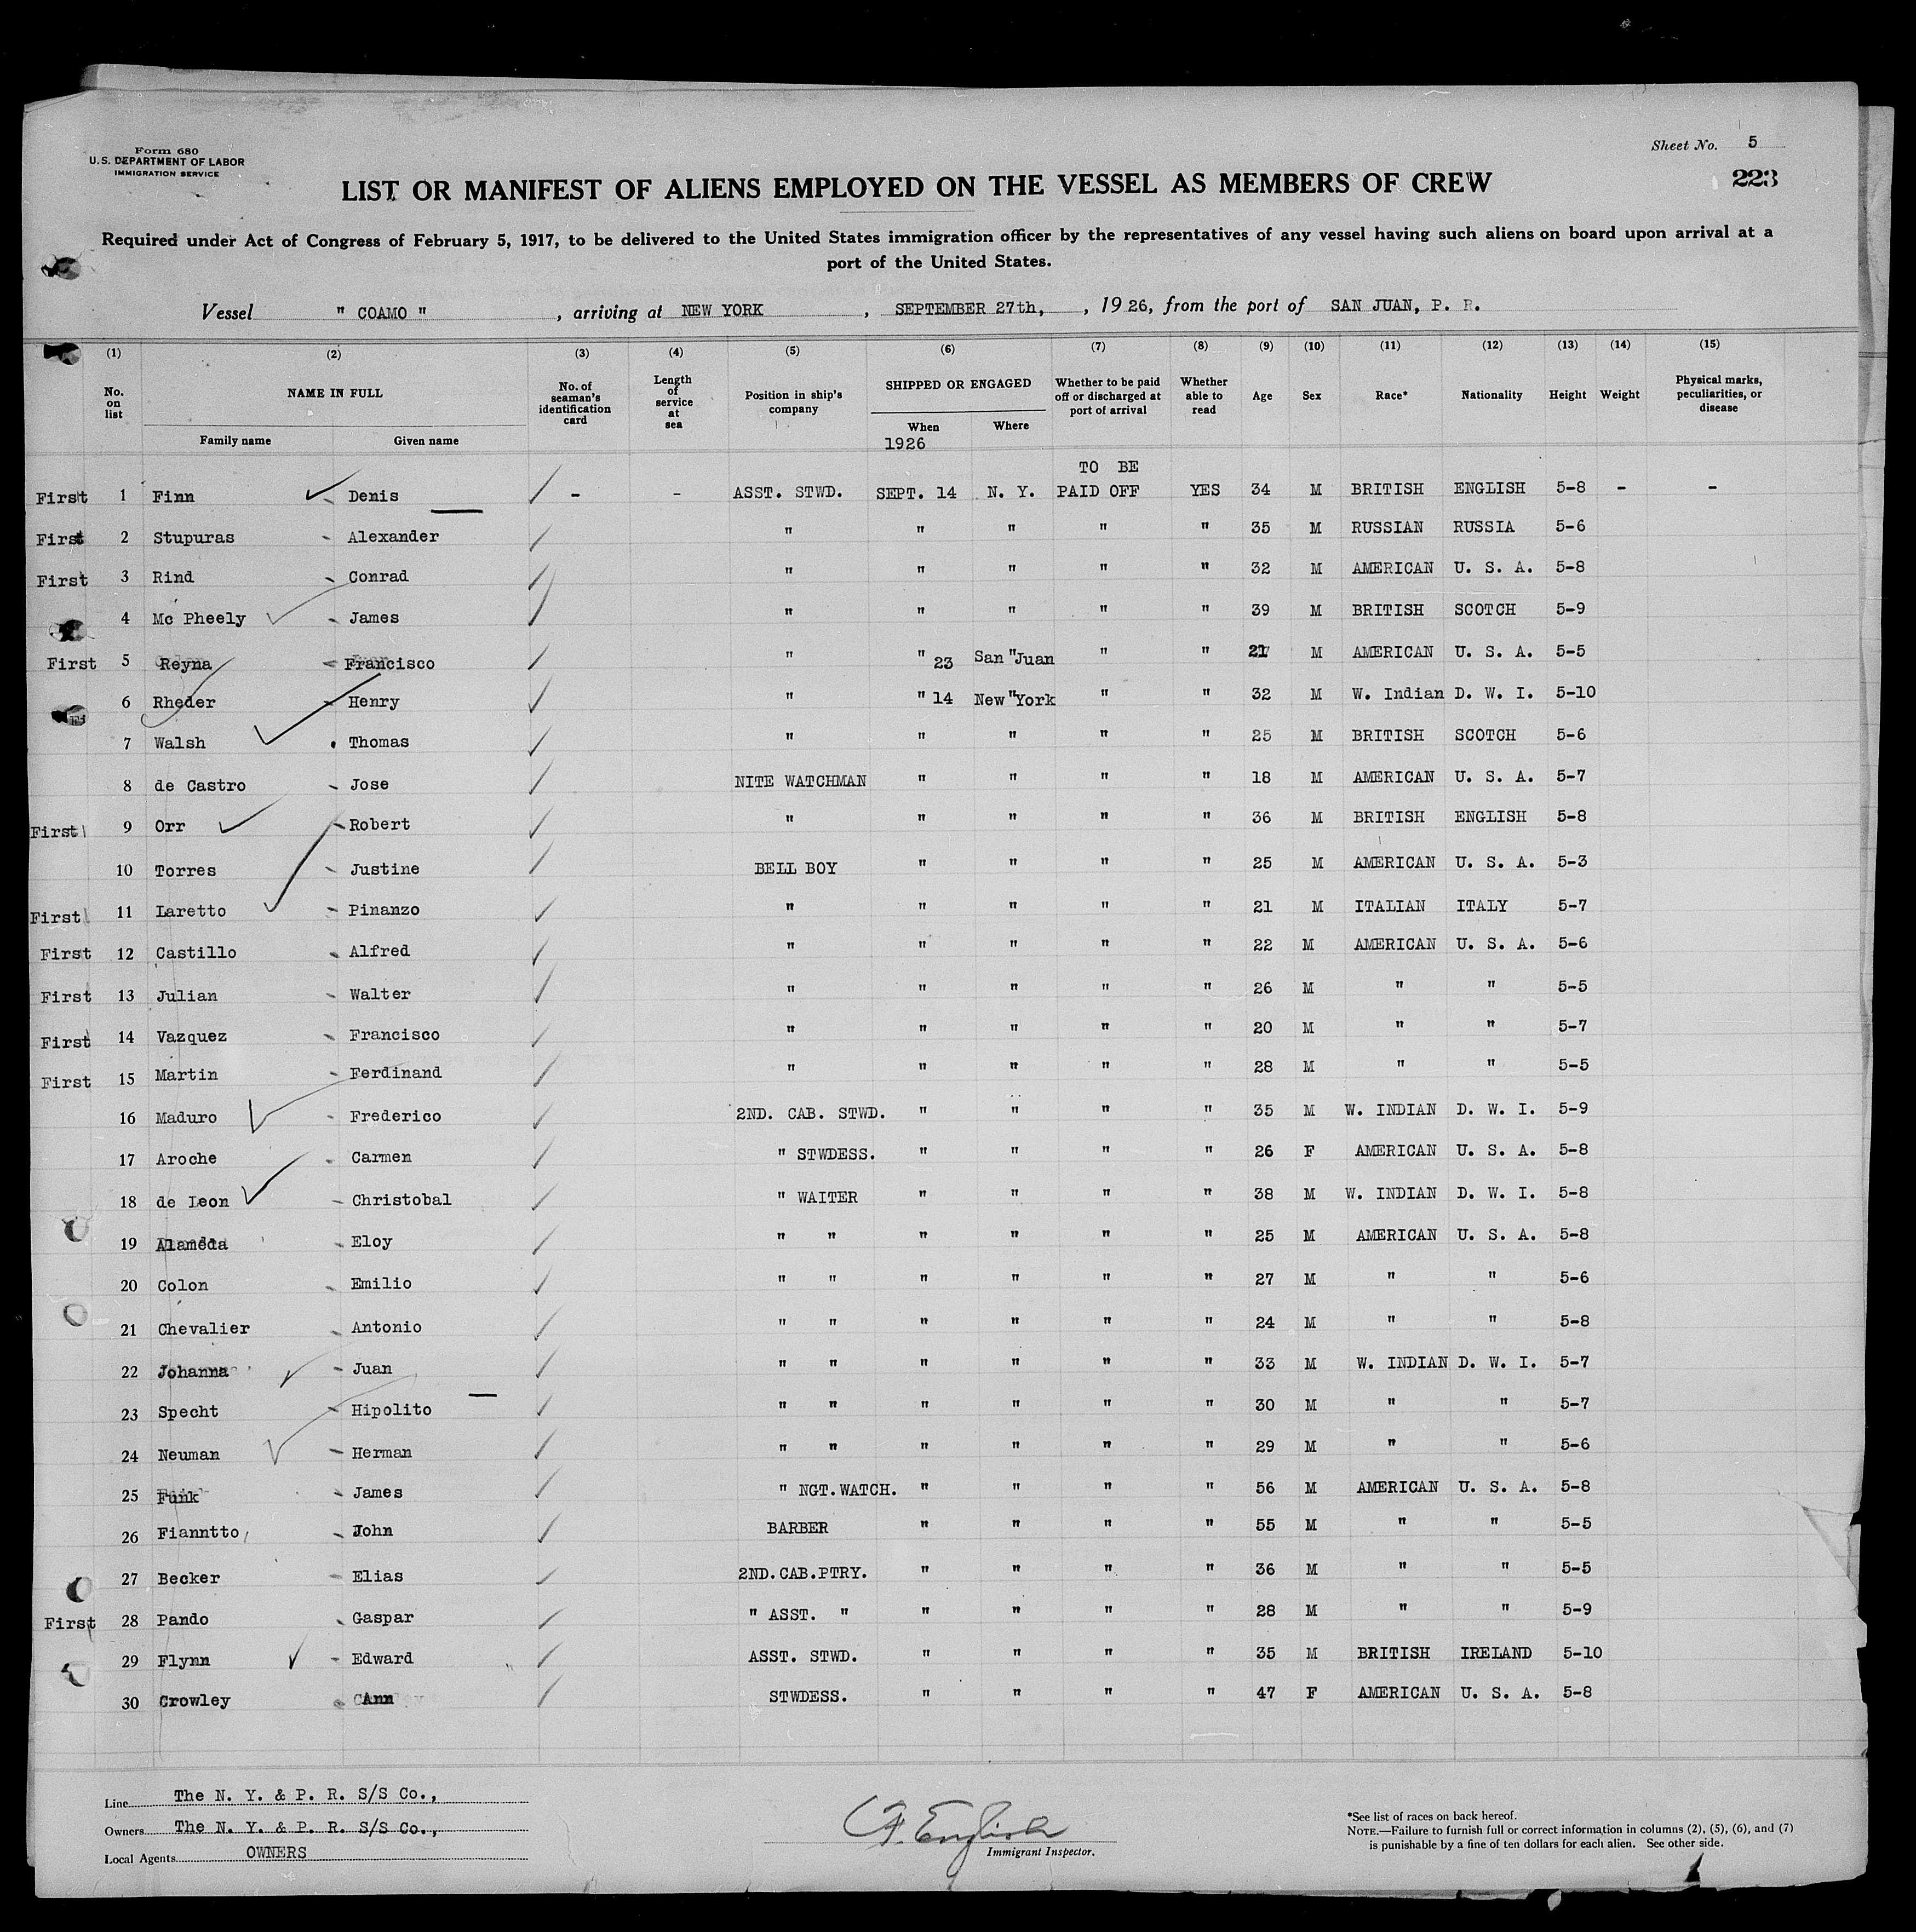 Form 680
U. S. DEPARTMENT OF LABOR
IMMIGRATION SERVICE
Sheet No. 5
223
LIST OR MANIFEST OF ALIENS EMPLOYED ON THE VESSEL AS MEMBERS OF CREW
Required under Act of Congress of February 5, 1917, to be delivered to the United States immigration officer by the representatives of any vessel having such aliens on board upon arrival at a
port of the United States.
Vessel " COAMO " , arriving at NEW YORK , SEPTEMBER 27th, , 1926, from the port of SAN JUAN, P. R.
(1) (2) (3) (4) (5) (6) (7) (8) (9) (10) (11) (12) (13) (14) (15)
No. on list NAME IN FULL Family name Given name No. of seaman's identification card Length of service at sea Position in ship's company SHIPPED OR ENGAGED When Where Whether to be paid off or discharged at port of arrival Whether able to read Age Sex Race* Nationality Height Weight Physical marks, peculiarities, or disease
1926
TO BE
First 1 Finn - Denis - - ASST. STWD. SEPT. 14 N. Y. PAID OFF YES 34 M BRITISH ENGLISH 5-8 - -
First 2 Stupuras - Alexander " " " " " 35 M RUSSIAN RUSSIA 5-6
First 3 Rind - Conrad " " " " " 32 M AMERICAN U. S. A. 5-8
4 Mc Pheely - James " " " " " 39 M BRITISH SCOTCH 5-9
First 5 Reyna - Francisco " " 23 San "Juan " " 21 M AMERICAN U. S. A. 5-5
6 Rheder - Henry " " 14 New "York " " 32 M W. Indian D. W. I. 5-10
7 Walsh - Thomas " " " " " 25 M BRITISH SCOTCH 5-6
8 de Castro - Jose NITE WATCHMAN " " " " 18 M AMERICAN U. S. A. 5-7
First 9 Orr - Robert " " " " " 36 M BRITISH ENGLISH 5-8
10 Torres - Justine BELL BOY " " " " 25 M AMERICAN U. S. A. 5-3
First 11 Laretto - Pinanzo " " " " " 21 M ITALIAN ITALY 5-7
First 12 Castillo - Alfred " " " " " 22 M AMERICAN U. S. A. 5-6
First 13 Julian - Walter " " " " " 26 M " " 5-5
First 14 Vazquez - Francisco " " " " " 20 M " " 5-7
First 15 Martin - Ferdinand " " " " " 28 M " " 5-5
16 Maduro - Frederico 2ND. CAB. STWD. " " " " 35 M W. INDIAN D. W. I. 5-9
17 Aroche - Carmen " STWDESS. " " " " 26 F AMERICAN U. S. A. 5-8
18 de Leon - Christobal " WAITER " " " " 38 M W. INDIAN D. W. I. 5-8
19 Alameda - Eloy " " " " " " 25 M AMERICAN U. S. A. 5-8
20 Colon - Emilio " " " " " " 27 M " " 5-6
21 Chevalier - Antonio " " " " " " 24 M " " 5-8
22 Johanna - Juan " " " " " " 33 M W. INDIAN D. W. I. 5-7
23 Specht - Hipolito " " " " " " 30 M " " 5-7
24 Neuman - Herman " " " " " " 29 M " " 5-6
25 Funk - James " NGT.WATCH. " " " " 56 M AMERICAN U. S. A. 5-8
26 Fianntto - John BARBER " " " " 55 M " " 5-5
27 Becker - Elias 2ND.CAB.PTRY. " " " " 36 M " " 5-5
First 28 Pando - Gaspar " ASST. " " " " " 28 M " " 5-9
29 Flynn - Edward ASST. STWD. " " " " 35 M BRITISH IRELAND 5-10
30 Crowley - Ann STWDESS. " " " " 47 F AMERICAN U. S. A. 5-8
Line The N. Y. & P. R. S/S Co.,
Owners The N. Y. & P. R. S/S Co.,
Local Agents OWNERS
English
Immigrant Inspector.
*See list of races on back hereof.
NOTE.—Failure to furnish full or correct information in columns (2), (5), (6), and (7)
is punishable by a fine of ten dollars for each alien. See other side.